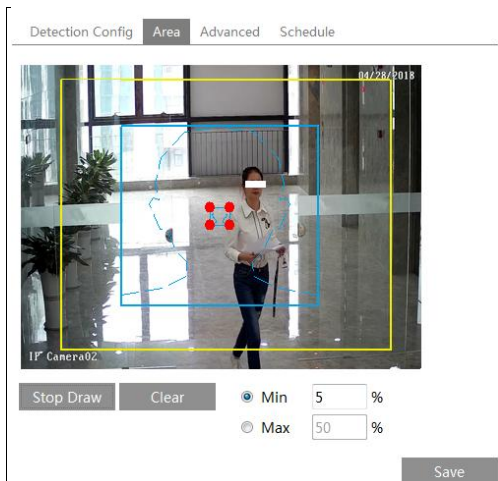 Detection Config Area Advanced Schedule
04/28/2018
IP Camera02
Stop Draw Clear Min 5 %
Max 50 %
Save